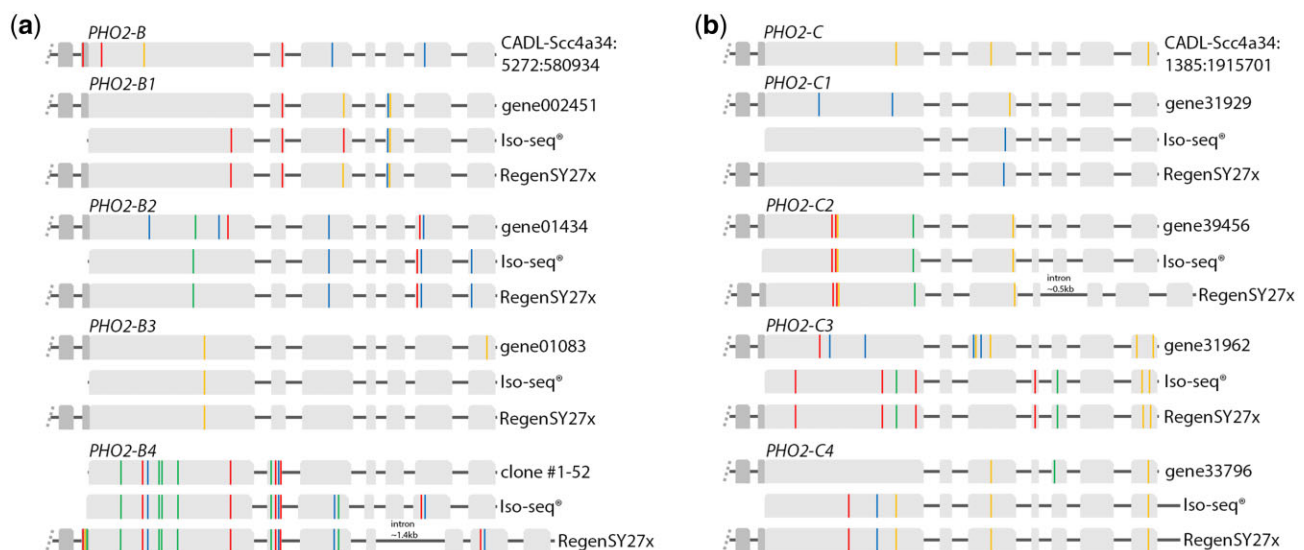 (a)
PHO2-B
CADL-Scc4a34:
5272:580934
PHO2-B1
gene002451
Iso-seq®
RegenSY27x
PHO2-B2
gene01434
Iso-seq®
RegenSY27x
PHO2-B3
gene01083
Iso-seq®
RegenSY27x
PHO2-B4
clone #1-52
Iso-seq®
intron
~1.4kb
RegenSY27x
(b)
PHO2-C
CADL-Scc4a34:
1385:1915701
PHO2-C1
gene31929
Iso-seq®
RegenSY27x
PHO2-C2
gene39456
Iso-seq®
intron
~0.5kb
RegenSY27x
PHO2-C3
gene31962
Iso-seq®
RegenSY27x
PHO2-C4
gene33796
Iso-seq®
RegenSY27x